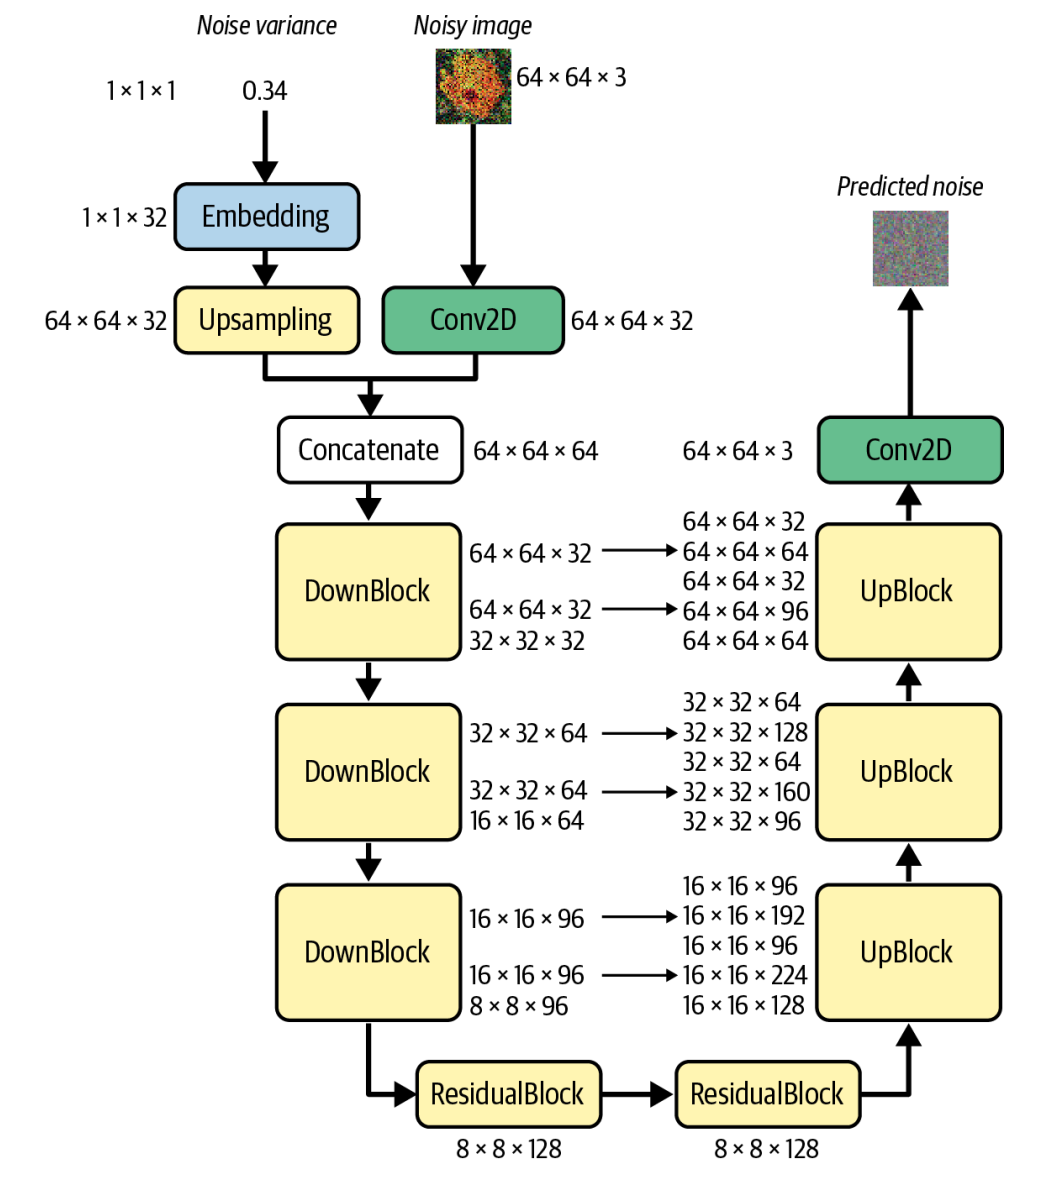 Noise variance
Noisy image
1 × 1 × 1
0.34
64 × 64 × 3
1 × 1 × 32
Embedding
64 × 64 × 32
Upsampling
Conv2D
64 × 64 × 32
Concatenate
64 × 64 × 64
DownBlock
64 × 64 × 32
64 × 64 × 32
32 × 32 × 32
DownBlock
32 × 32 × 64
32 × 32 × 64
16 × 16 × 64
DownBlock
16 × 16 × 96
16 × 16 × 96
8 × 8 × 96
ResidualBlock
8 × 8 × 128
ResidualBlock
8 × 8 × 128
16 × 16 × 96
16 × 16 × 192
16 × 16 × 96
16 × 16 × 224
16 × 16 × 128
UpBlock
32 × 32 × 64
32 × 32 × 128
32 × 32 × 64
32 × 32 × 160
32 × 32 × 96
UpBlock
64 × 64 × 32
64 × 64 × 64
64 × 64 × 32
64 × 64 × 96
64 × 64 × 64
UpBlock
64 × 64 × 3
Conv2D
Predicted noise